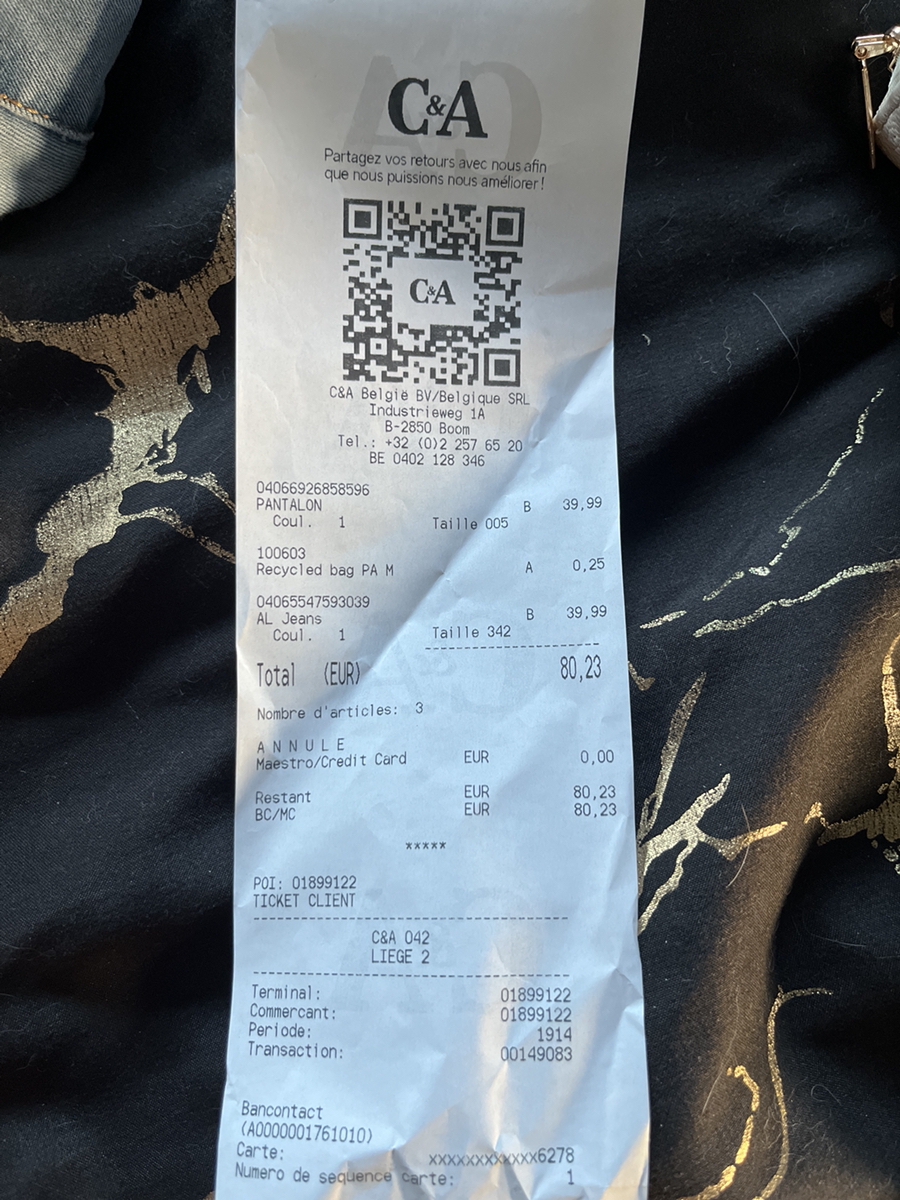 C&A
Partagez vos retours avec nous afin
que nous puissions nous améliorer!
C&A
C&A België BV/Belgique SRL
Industrieweg 1A
B-2850 Boom
Tel.: +32 (0)2 257 65 20
BE 0402 128 346
04066926858596
PANTALON B 39,99
Coul. 1 Taille 005
100603
Recycled bag PA M A 0,25
04065547593039
AL Jeans B 39,99
Coul. 1 Taille 342
Total (EUR) 80,23
Nombre d'articles: 3
A N N U L E
Maestro/Credit Card EUR 0,00
Restant EUR 80,23
BC/MC EUR 80,23
*****
POI: 01899122
TICKET CLIENT
C&A 042
LIEGE 2
Terminal: 01899122
Commercant: 01899122
Periode: 1914
Transaction: 00149083
Bancontact
(A0000001761010)
Carte: xxxxxxxxxxxxx6278
Numero de sequence carte: 1